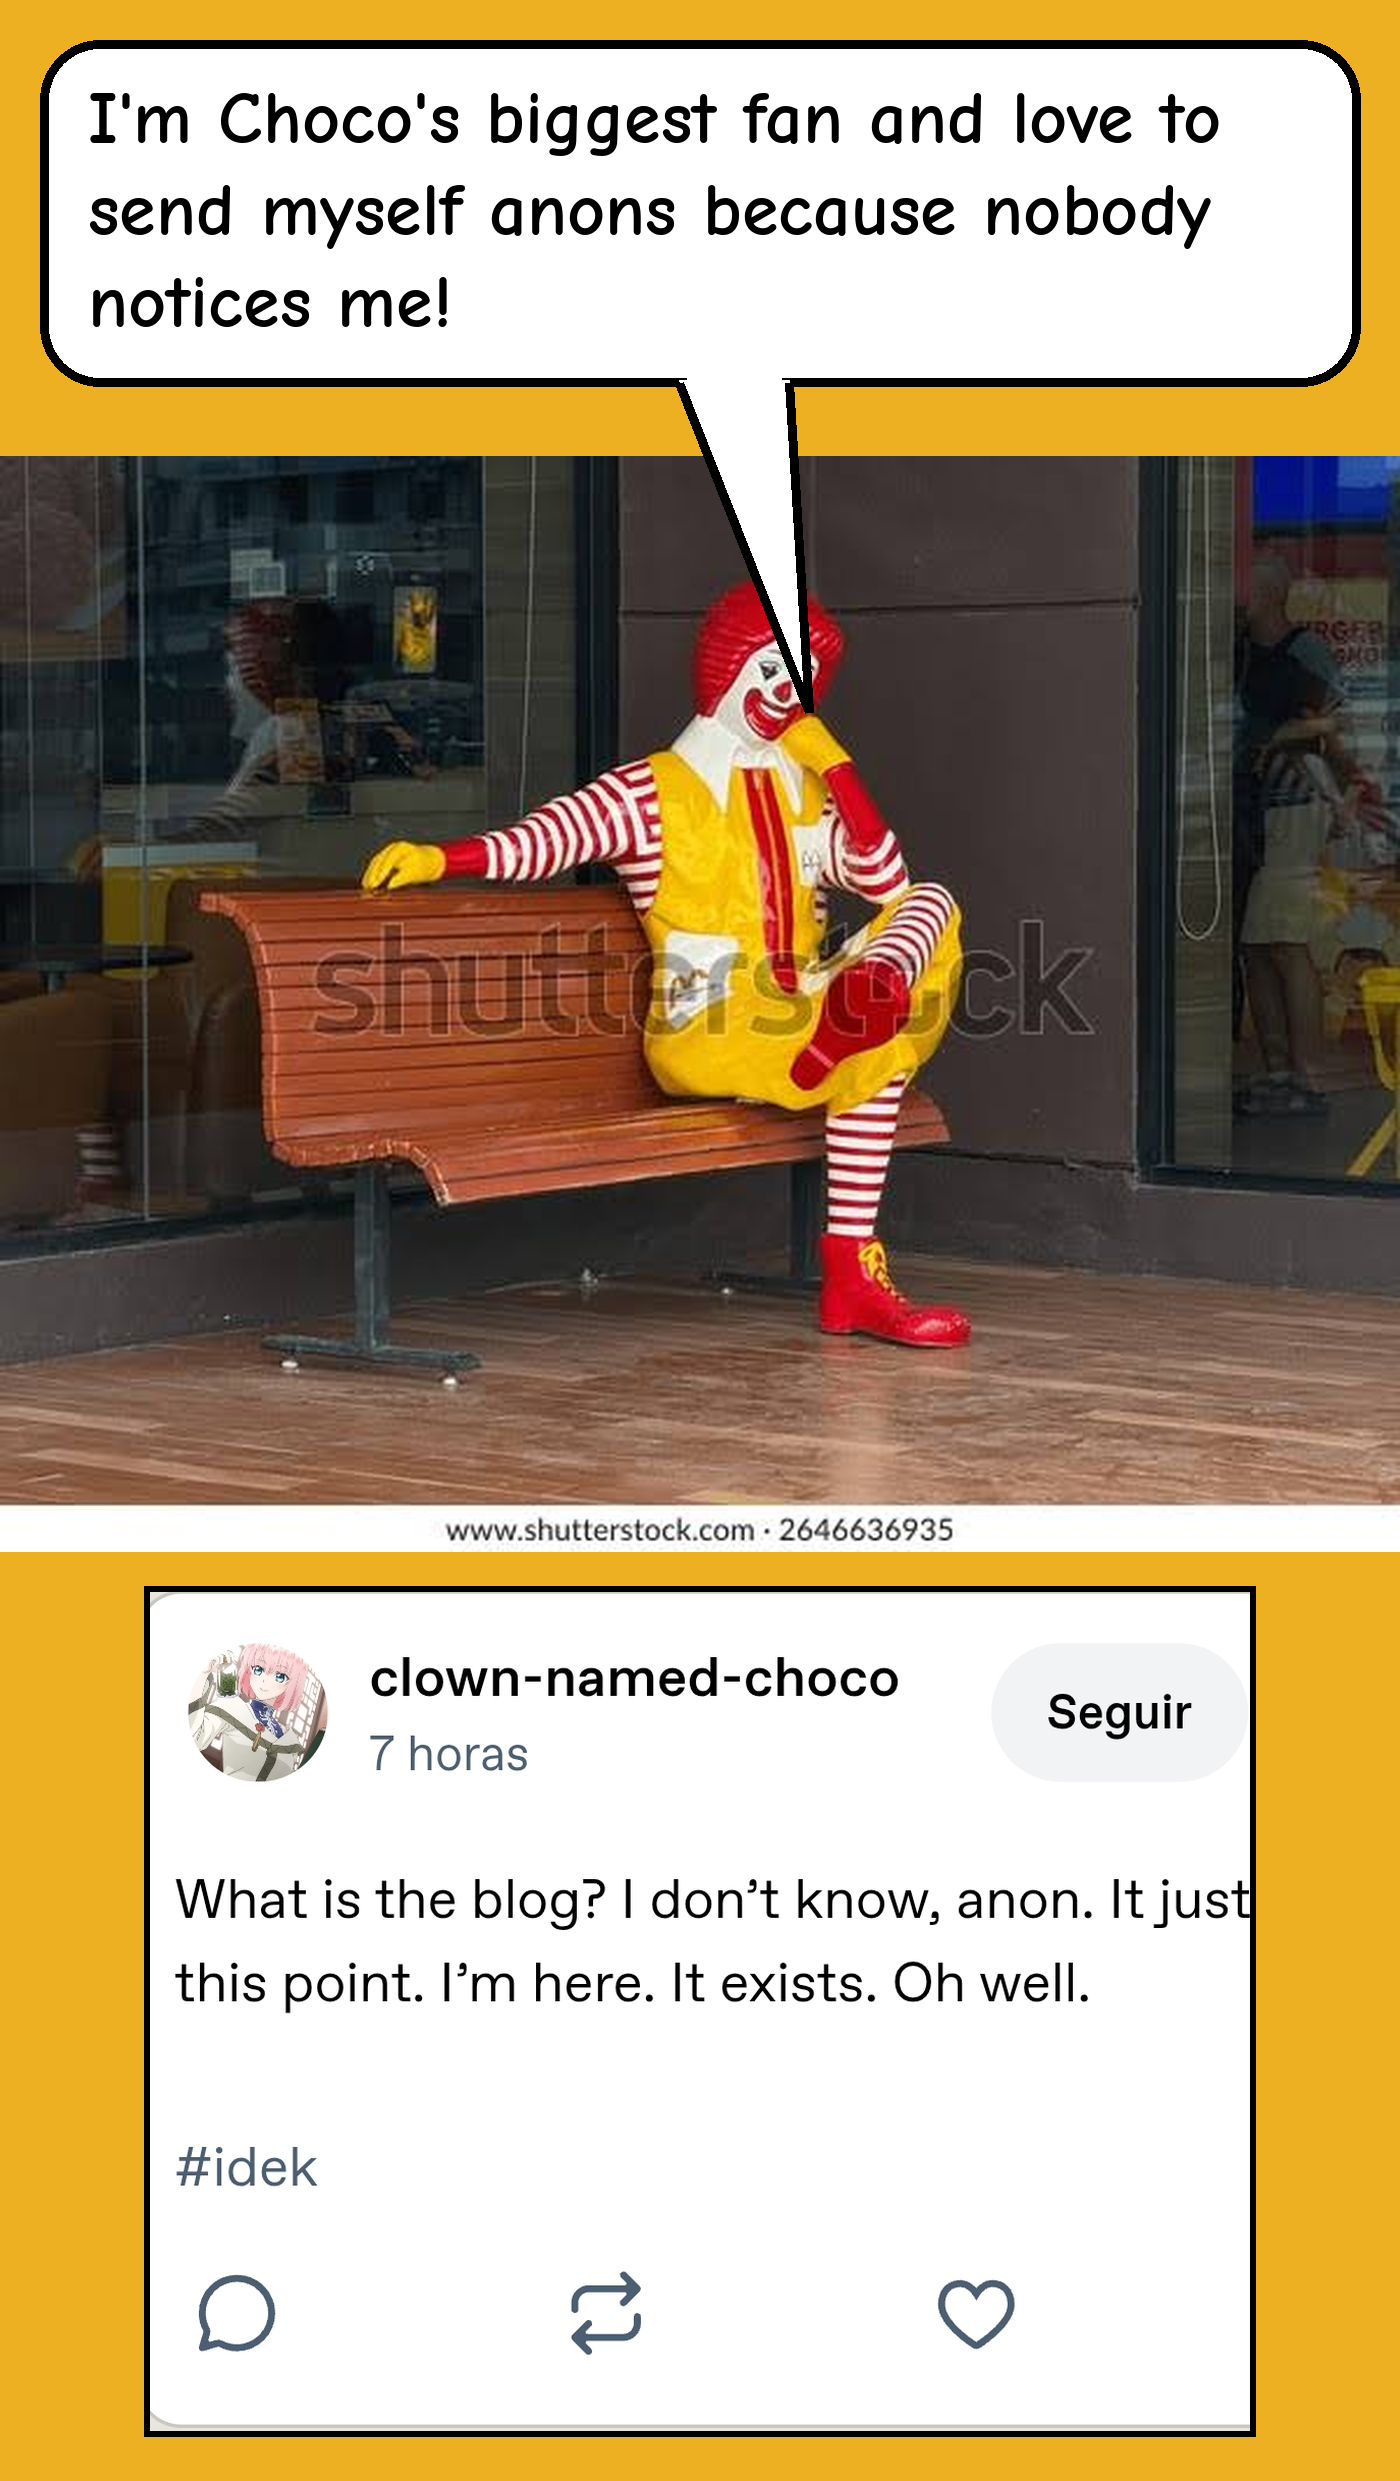 I'm Choco's biggest fan and love to
send myself anons because nobody
notices me!
shutterstock
www.shutterstock.com · 2646636935
clown-named-choco
Seguir
7 horas
What is the blog? I don’t know, anon. It just
this point. I’m here. It exists. Oh well.
#idek